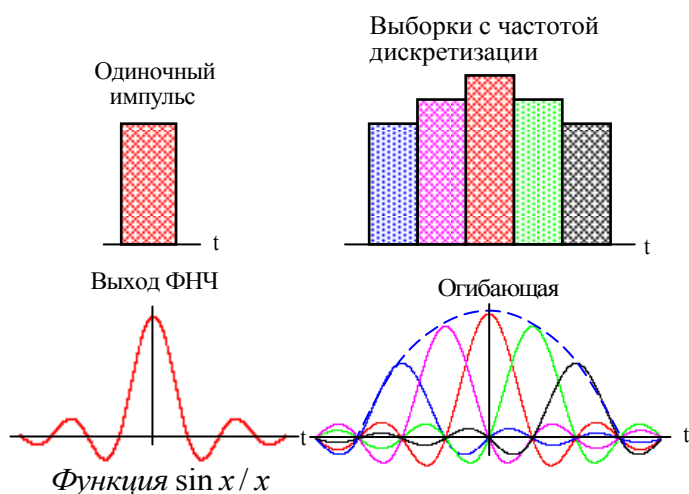 Одиночный
импульс
t
Выборки с частотой
дискретизации
t
Выход ФНЧ
t
Функция sin x / x
Огибающая
t